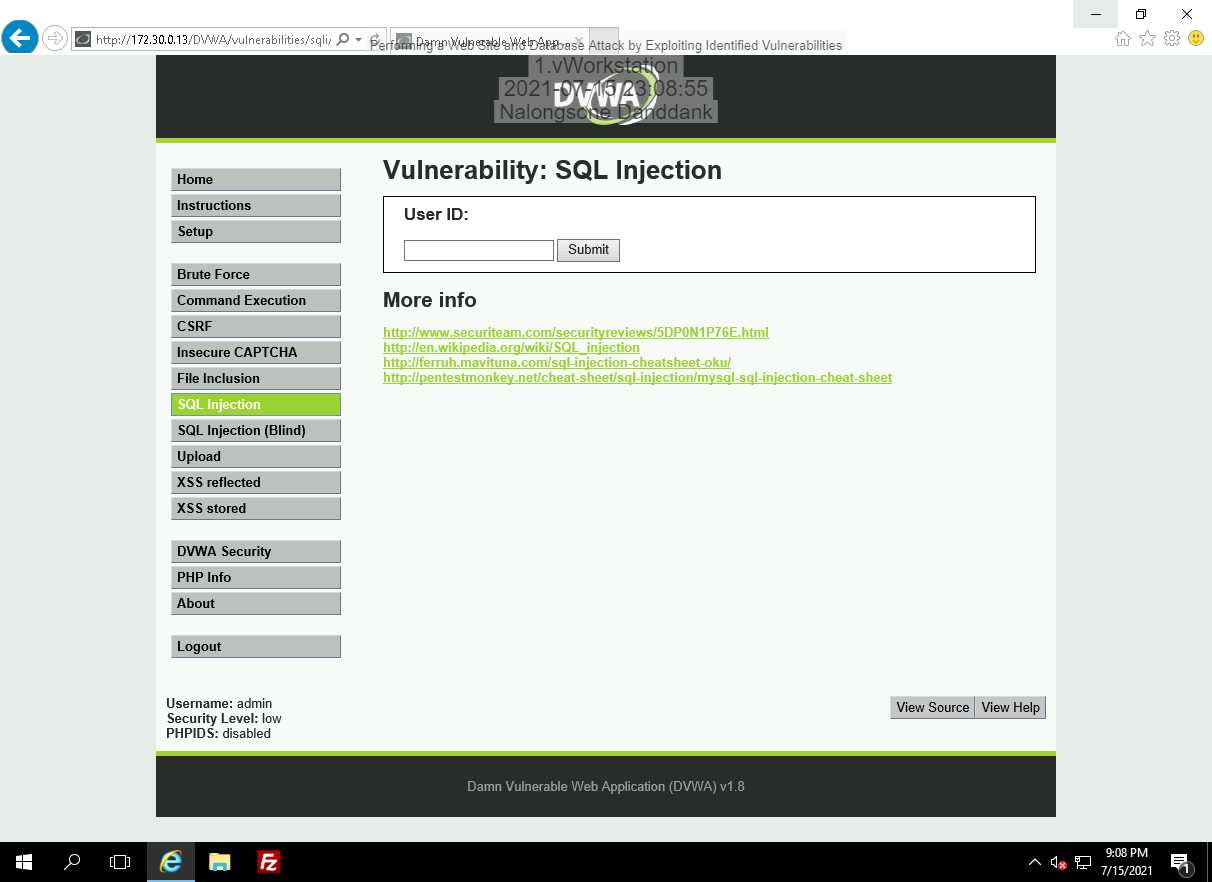 http://172.30.0.13/DVWA/vulnerabilities/sqli/
Damn Vulnerable Web App...
Performing a Web Site and Database Attack by Exploiting Identified Vulnerabilities
1.vWorkstation
2021-07-15 23:08:55
Nalongsone Danddank
DVWA
Vulnerability: SQL Injection
Home
Instructions
Setup
Brute Force
Command Execution
CSRF
Insecure CAPTCHA
File Inclusion
SQL Injection
SQL Injection (Blind)
Upload
XSS reflected
XSS stored
DVWA Security
PHP Info
About
Logout
User ID:
Submit
More info
http://www.securiteam.com/securityreviews/5DP0N1P76E.html
http://en.wikipedia.org/wiki/SQL_injection
http://ferruh.mavituna.com/sql-injection-cheatsheet-oku/
http://pentestmonkey.net/cheat-sheet/sql-injection/mysql-sql-injection-cheat-sheet
Username: admin
Security Level: low
PHPIDS: disabled
View Source
View Help
Damn Vulnerable Web Application (DVWA) v1.8
Fz
9:08 PM
7/15/2021
1